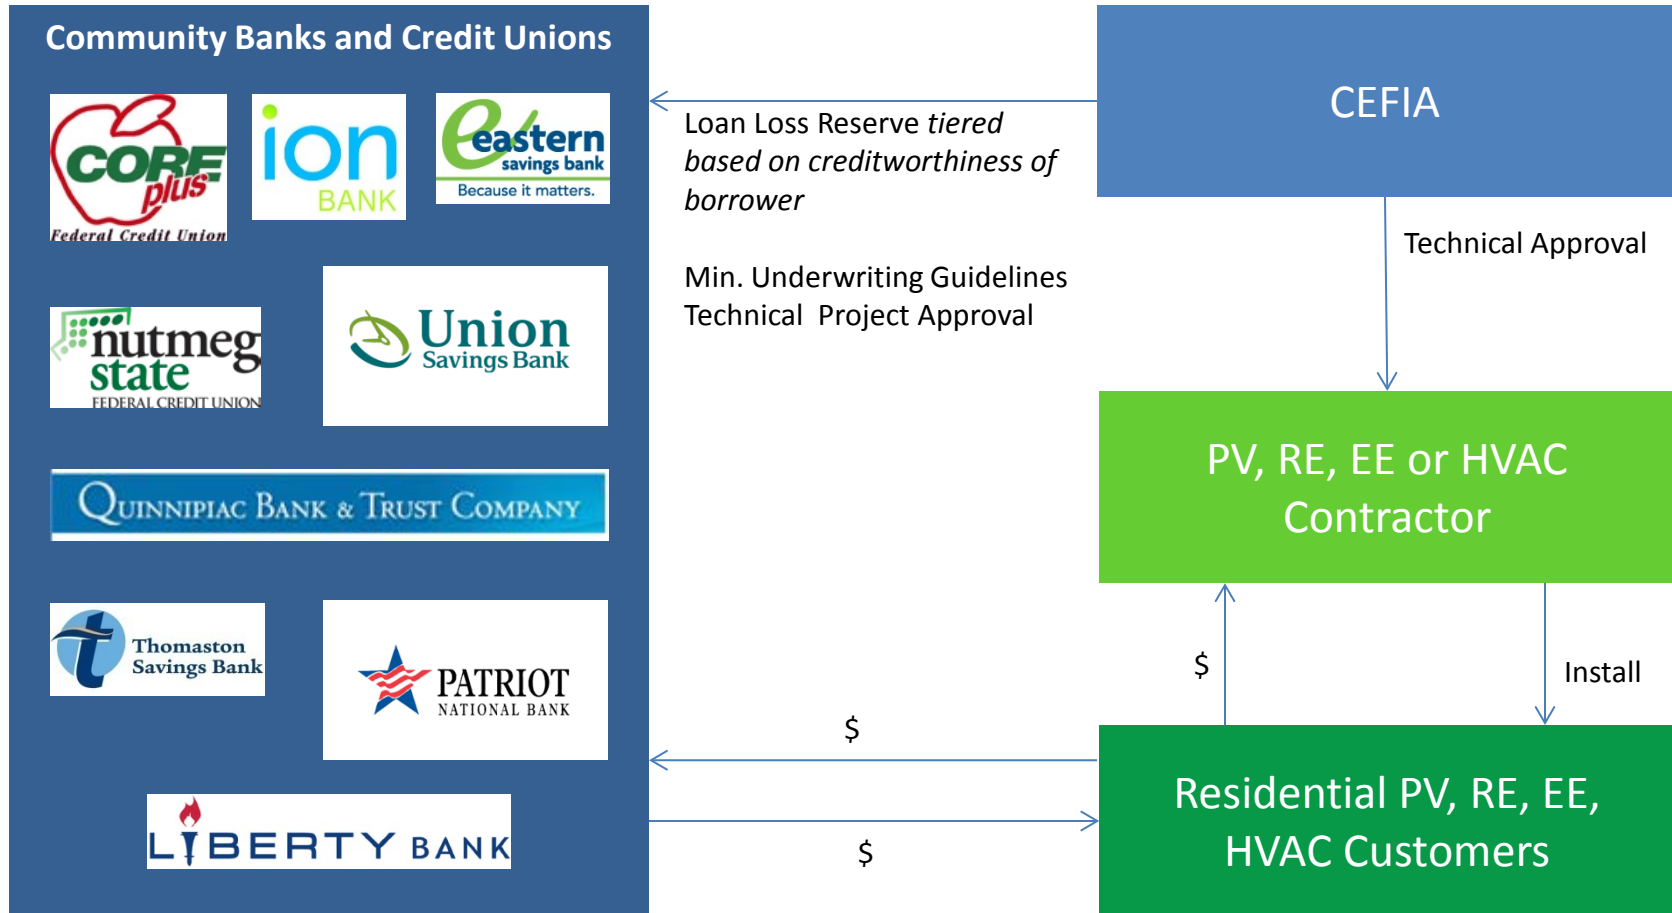 Community Banks and Credit Unions
CORE
plus
Federal Credit Union
ion
BANK
eastern
savings bank
Because it matters.
nutmeg
state
FEDERAL CREDIT UNION
Union
Savings Bank
QUINNIPIAC BANK & TRUST COMPANY
Thomaston
Savings Bank
PATRIOT
NATIONAL BANK
LIBERTY BANK
Loan Loss Reserve tiered
based on creditworthiness of
borrower
Min. Underwriting Guidelines
Technical Project Approval
$
$
CEFIA
Technical Approval
PV, RE, EE or HVAC
Contractor
$
Install
Residential PV, RE, EE,
HVAC Customers